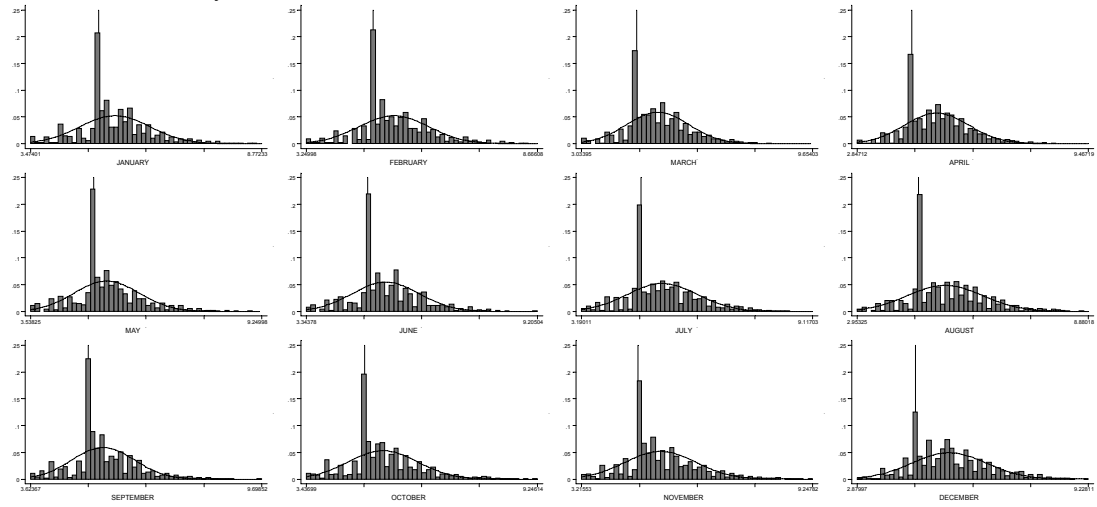 .25 .25 .25 .25
.2 .2 .2 .2
.15 .15 .15 .15
.1 .1 .1 .1
.05 .05 .05 .05
0 0 0 0
3.47401 8.77233 3.24998 8.66608 3.03395 9.65403 2.84712 9.46719
JANUARY FEBRUARY MARCH APRIL
.25 .25 .25 .25
.2 .2 .2 .2
.15 .15 .15 .15
.1 .1 .1 .1
.05 .05 .05 .05
0 0 0 0
3.53825 9.24998 3.34378 9.20504 3.19011 9.11703 2.95325 8.88018
MAY JUNE JULY AUGUST
.25 .25 .25 .25
.2 .2 .2 .2
.15 .15 .15 .15
.1 .1 .1 .1
.05 .05 .05 .05
0 0 0 0
3.62367 9.69852 3.43699 9.24614 3.21553 9.24782 2.87997 9.22811
SEPTEMBER OCTOBER NOVEMBER DECEMBER